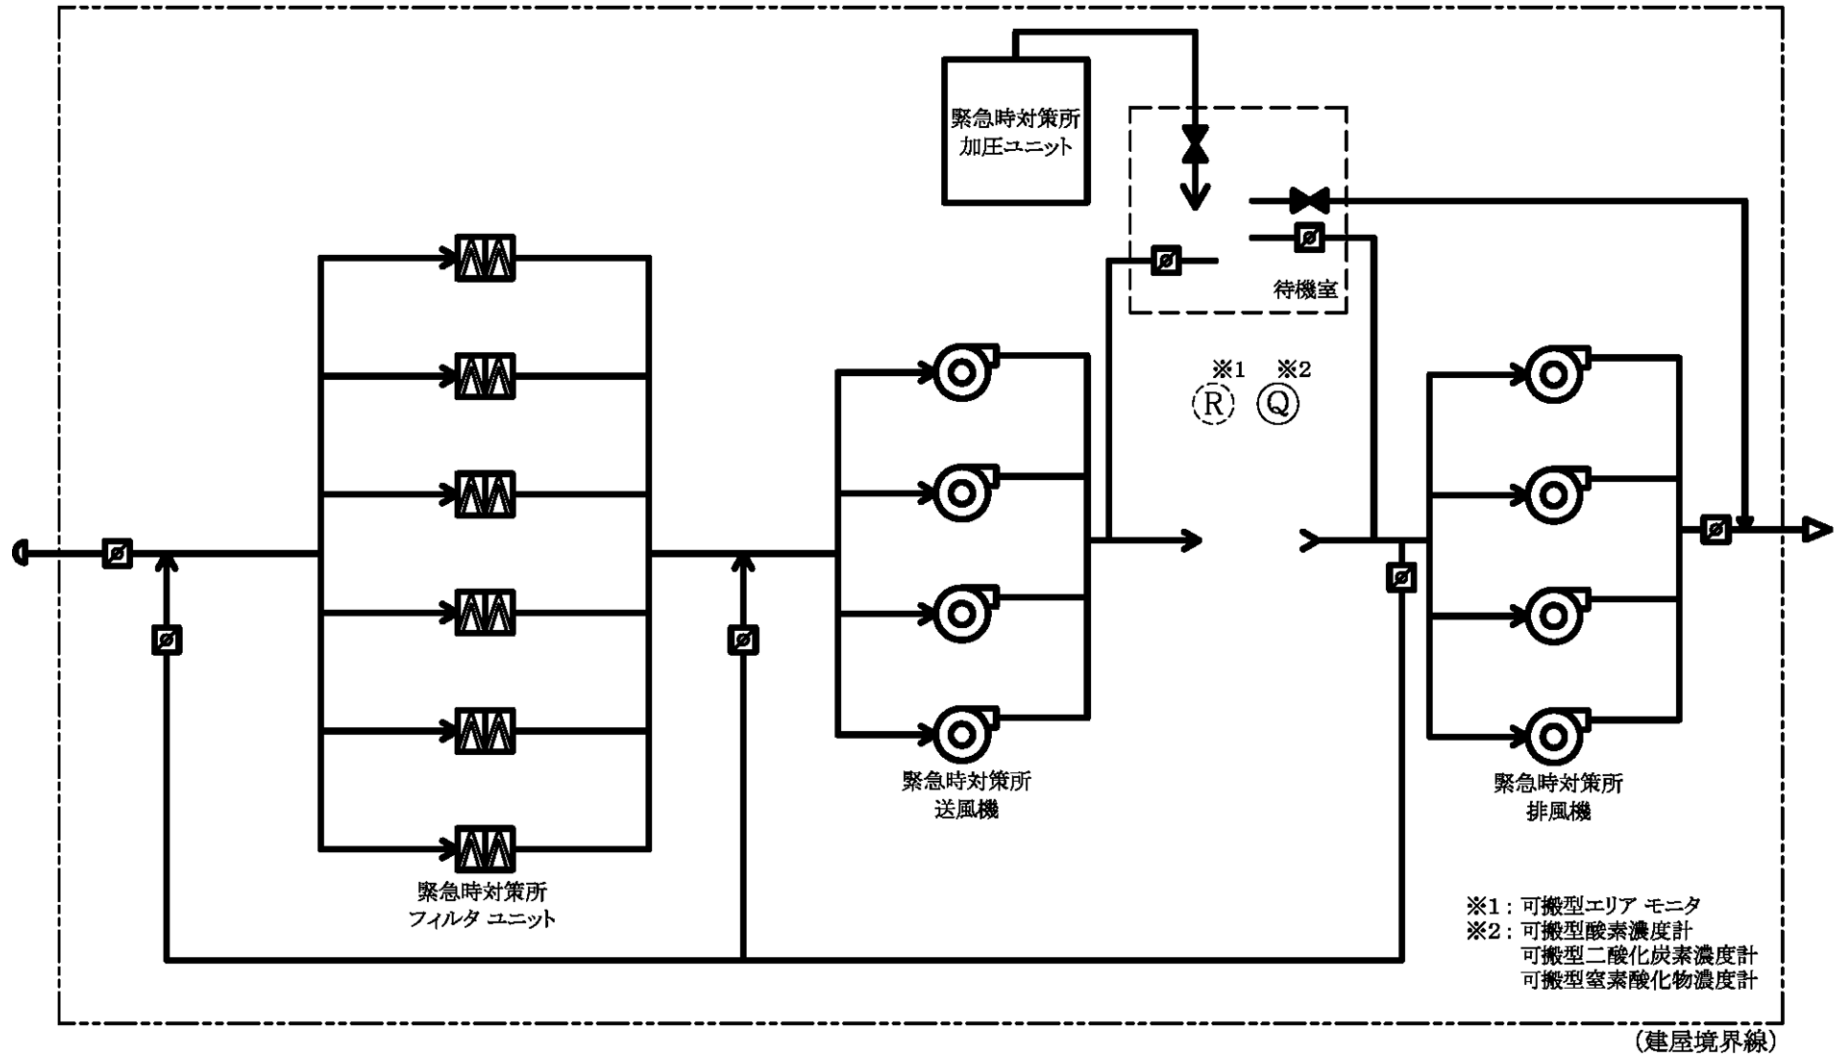 緊急時対策所
加圧ユニット
待機室
※1 ※2
R Q
緊急時対策所
送風機
緊急時対策所
排風機
緊急時対策所
フィルタ ユニット
※1：可搬型エリア モニタ
※2：可搬型酸素濃度計
可搬型二酸化炭素濃度計
可搬型窒素酸化物濃度計
(建屋境界線)